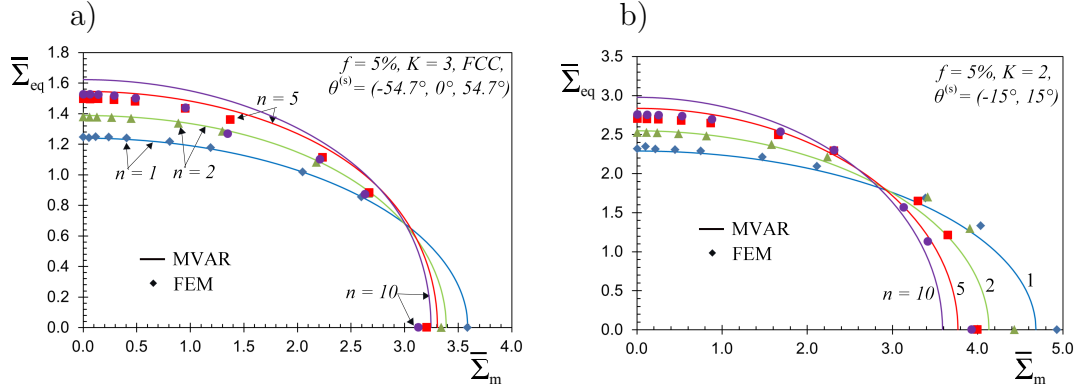 a)
Σ̅eq
1.8
1.6
1.4
1.2
1.0
0.8
0.6
0.4
0.2
0.0
f = 5%, K = 3, FCC,
θ⁽ˢ⁾ = (-54.7°, 0°, 54.7°)
n = 5
n = 1
n = 2
MVAR
FEM
n = 10
0.0 0.5 1.0 1.5 2.0 2.5 3.0 3.5 4.0
Σ̅m
b)
Σ̅eq
3.5
3.0
2.5
2.0
1.5
1.0
0.5
0.0
f = 5%, K = 2,
θ⁽ˢ⁾ = (-15°, 15°)
MVAR
FEM
n = 10
5
2
1
0.0 1.0 2.0 3.0 4.0 5.0
Σ̅m